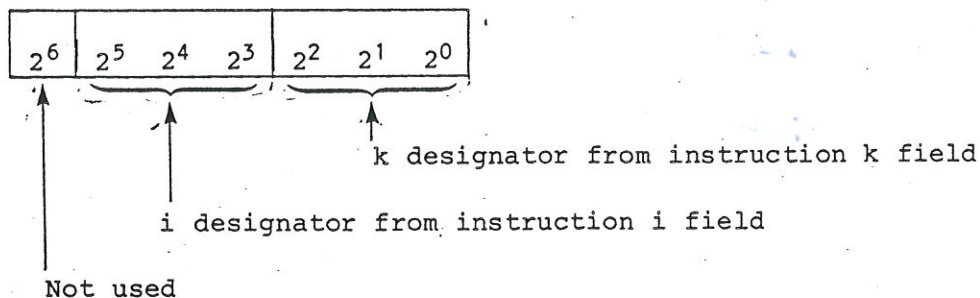 2⁶ 2⁵ 2⁴ 2³ 2² 2¹ 2⁰
k designator from instruction k field
i designator from instruction i field
Not used